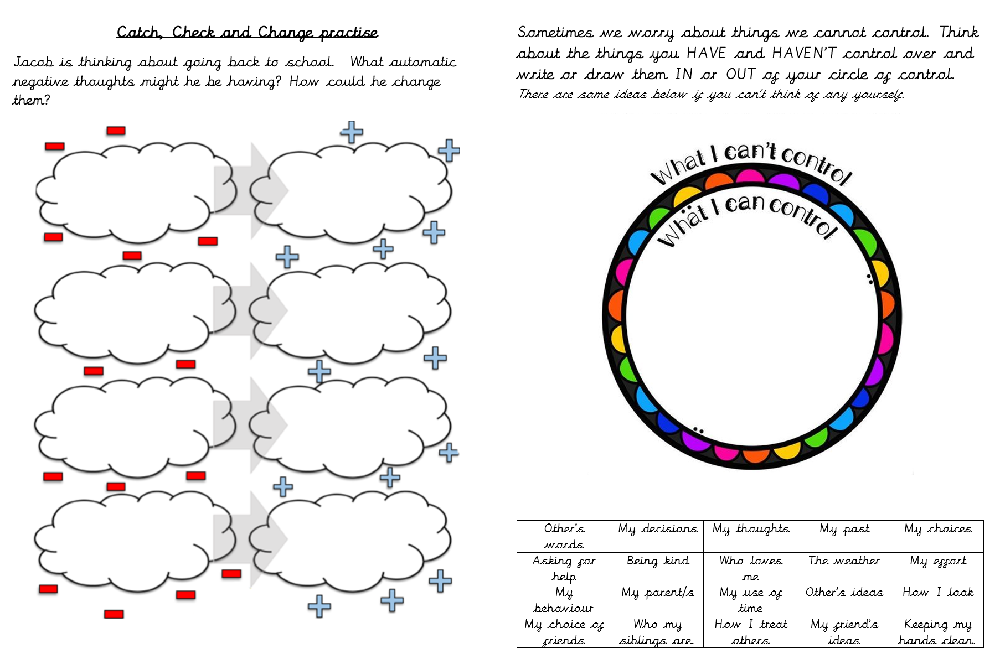 Catch, Check and Change practise
Jacob is thinking about going back to school.   What automatic
negative thoughts might he be having?  How could he change
them?
Sometimes we worry about things we cannot control.  Think
about the things you HAVE and HAVEN'T control over and
write or draw them IN or OUT of your circle of control.
There are some ideas below if you can't think of any yourself.
What I can't control
What I can control
Other's
words
My decisions
My thoughts
My past
My choices
Asking for
help
Being kind
Who loves
me
The weather
My effort
My
behaviour
My parent/s
My use of
time
Other's ideas
How I look
My choice of
friends
Who my
siblings are.
How I treat
others
My friend's
ideas
Keeping my
hands clean.